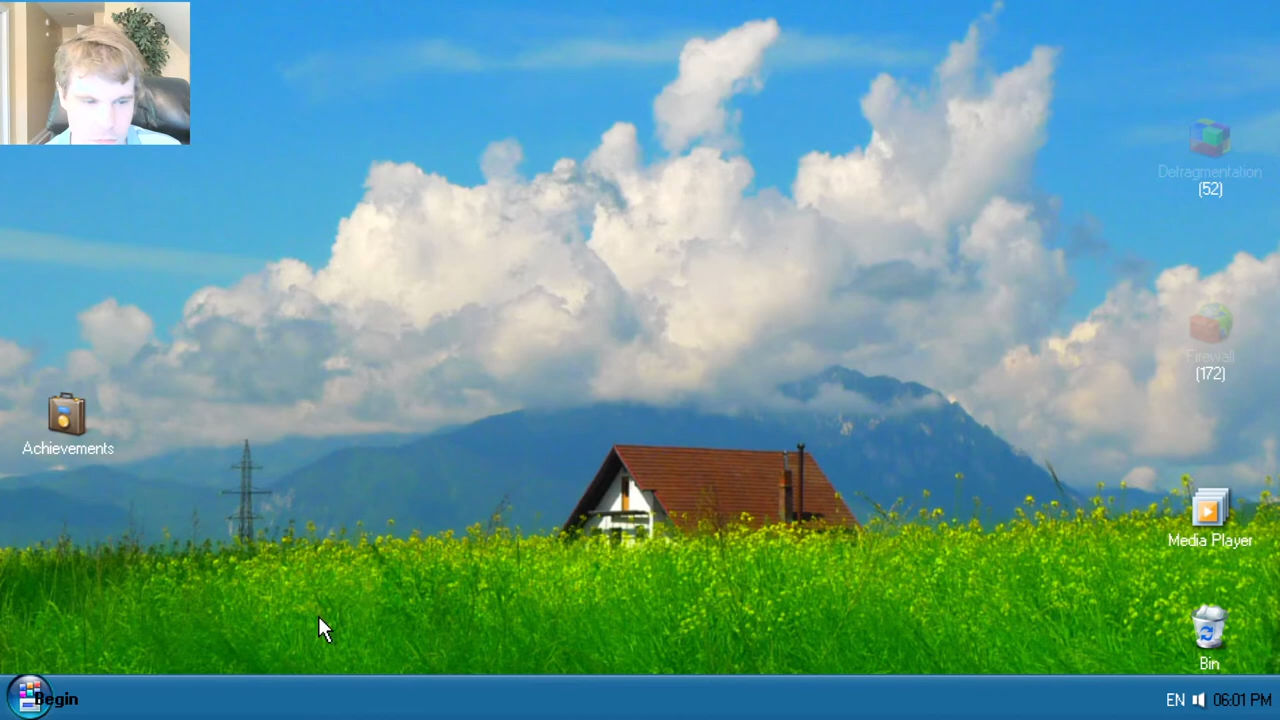 Defragmentation
(52)
Firewall
(172)
Achievements
Media Player
Bin
Begin
EN
06:01 PM